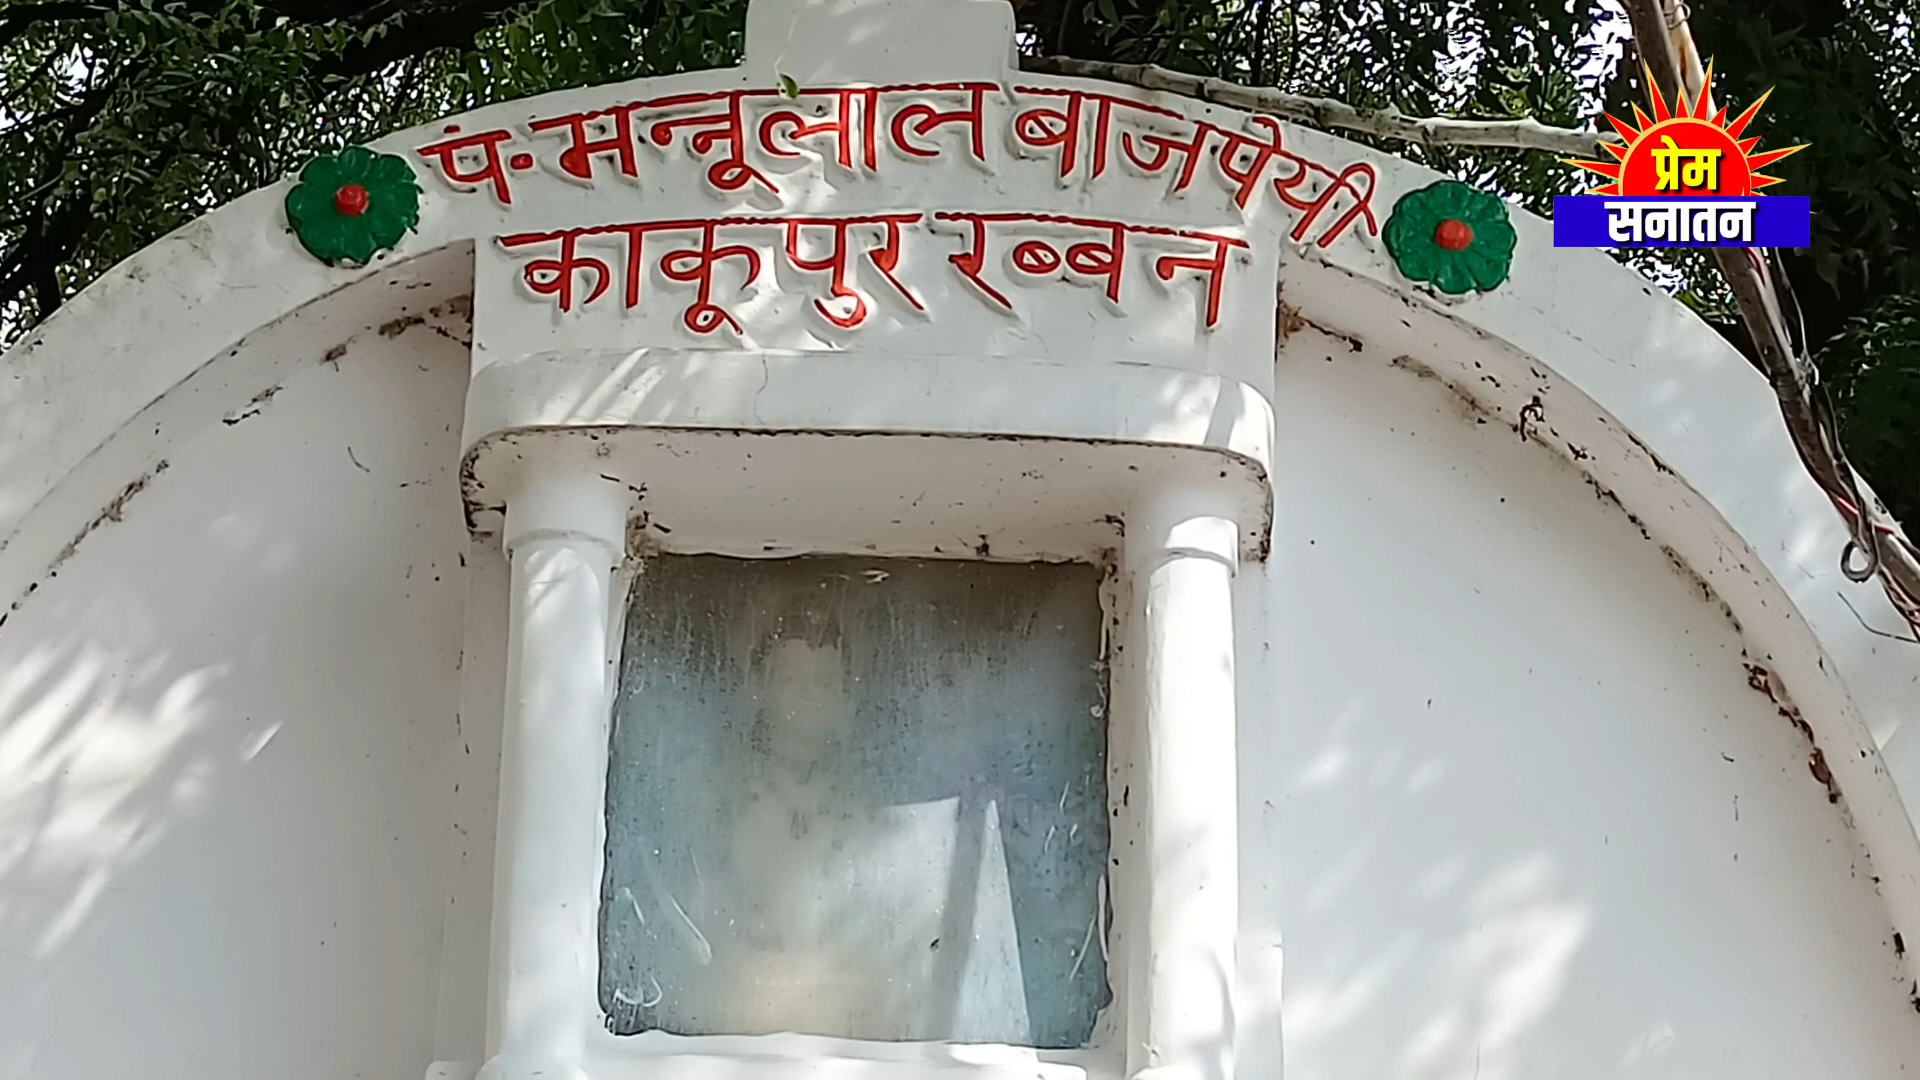 पं॰ मन्नूलाल बाजपेयी
काकूपुर रब्बन
प्रेम
सनातन